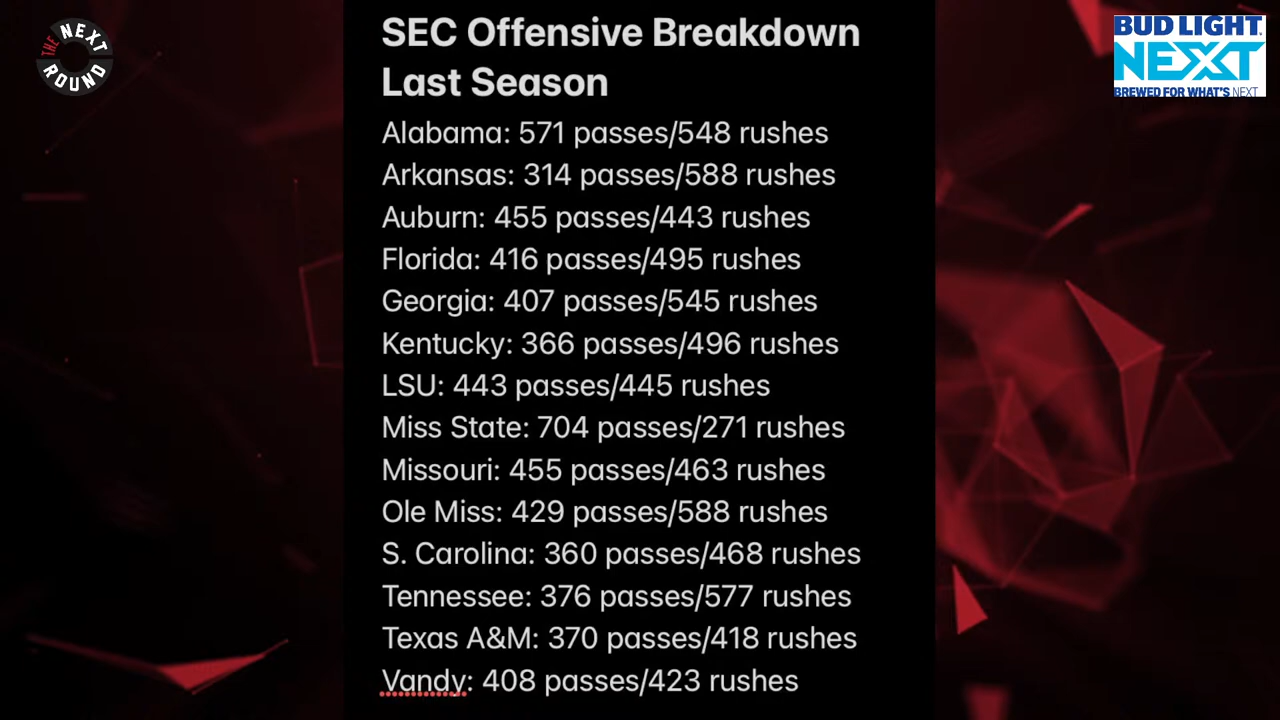 THE NEXT ROUND
SEC Offensive Breakdown
Last Season
Alabama: 571 passes/548 rushes
Arkansas: 314 passes/588 rushes
Auburn: 455 passes/443 rushes
Florida: 416 passes/495 rushes
Georgia: 407 passes/545 rushes
Kentucky: 366 passes/496 rushes
LSU: 443 passes/445 rushes
Miss State: 704 passes/271 rushes
Missouri: 455 passes/463 rushes
Ole Miss: 429 passes/588 rushes
S. Carolina: 360 passes/468 rushes
Tennessee: 376 passes/577 rushes
Texas A&M: 370 passes/418 rushes
Vandy: 408 passes/423 rushes
BUD LIGHT
NEXT
BREWED FOR WHAT'S NEXT